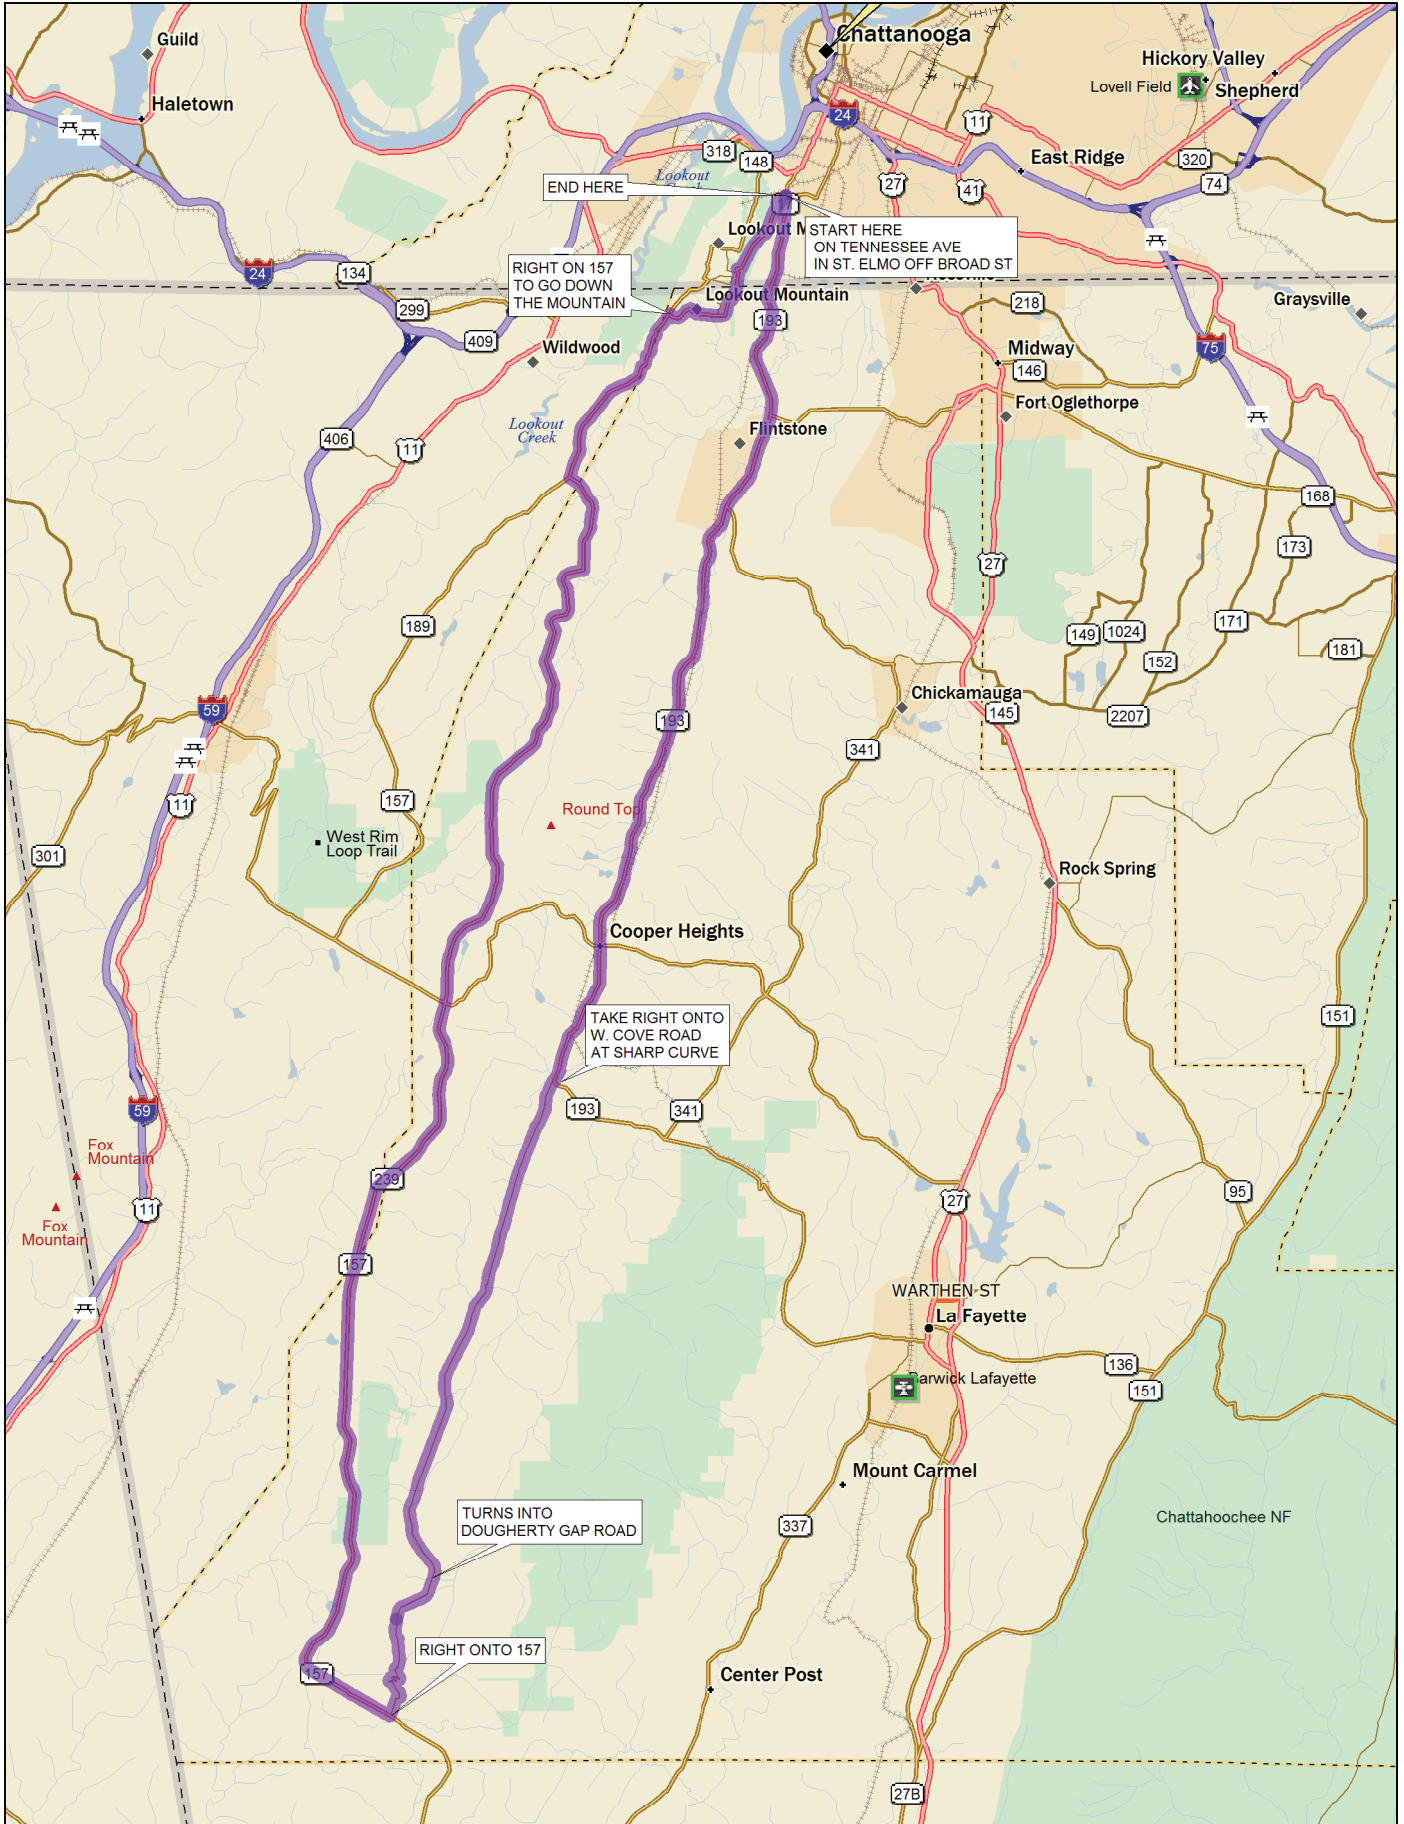 Guild
Chattanooga
Hickory Valley
Lovell Field
Shepherd
Haletown
24
11
318
148
East Ridge
320
74
Lookout
27
41
END HERE
17
START HERE
ON TENNESSEE AVE
IN ST. ELMO OFF BROAD ST
Lookout M
RIGHT ON 157
TO GO DOWN
THE MOUNTAIN
24
134
299
Lookout Mountain
218
Graysville
193
409
Wildwood
Midway
75
146
Fort Oglethorpe
Lookout
Creek
Flintstone
406
11
168
173
27
189
149
1024
171
152
181
Chickamauga
59
193
145
2207
341
157
11
Round Top
West Rim
Loop Trail
301
Rock Spring
Cooper Heights
TAKE RIGHT ONTO
W. COVE ROAD
AT SHARP CURVE
151
59
193
341
Fox
Mountain
239
95
11
27
Fox
Mountain
157
WARTHEN ST
La Fayette
136
Barwick Lafayette
151
Mount Carmel
TURNS INTO
DOUGHERTY GAP ROAD
337
Chattahoochee NF
RIGHT ONTO 157
157
Center Post
27B